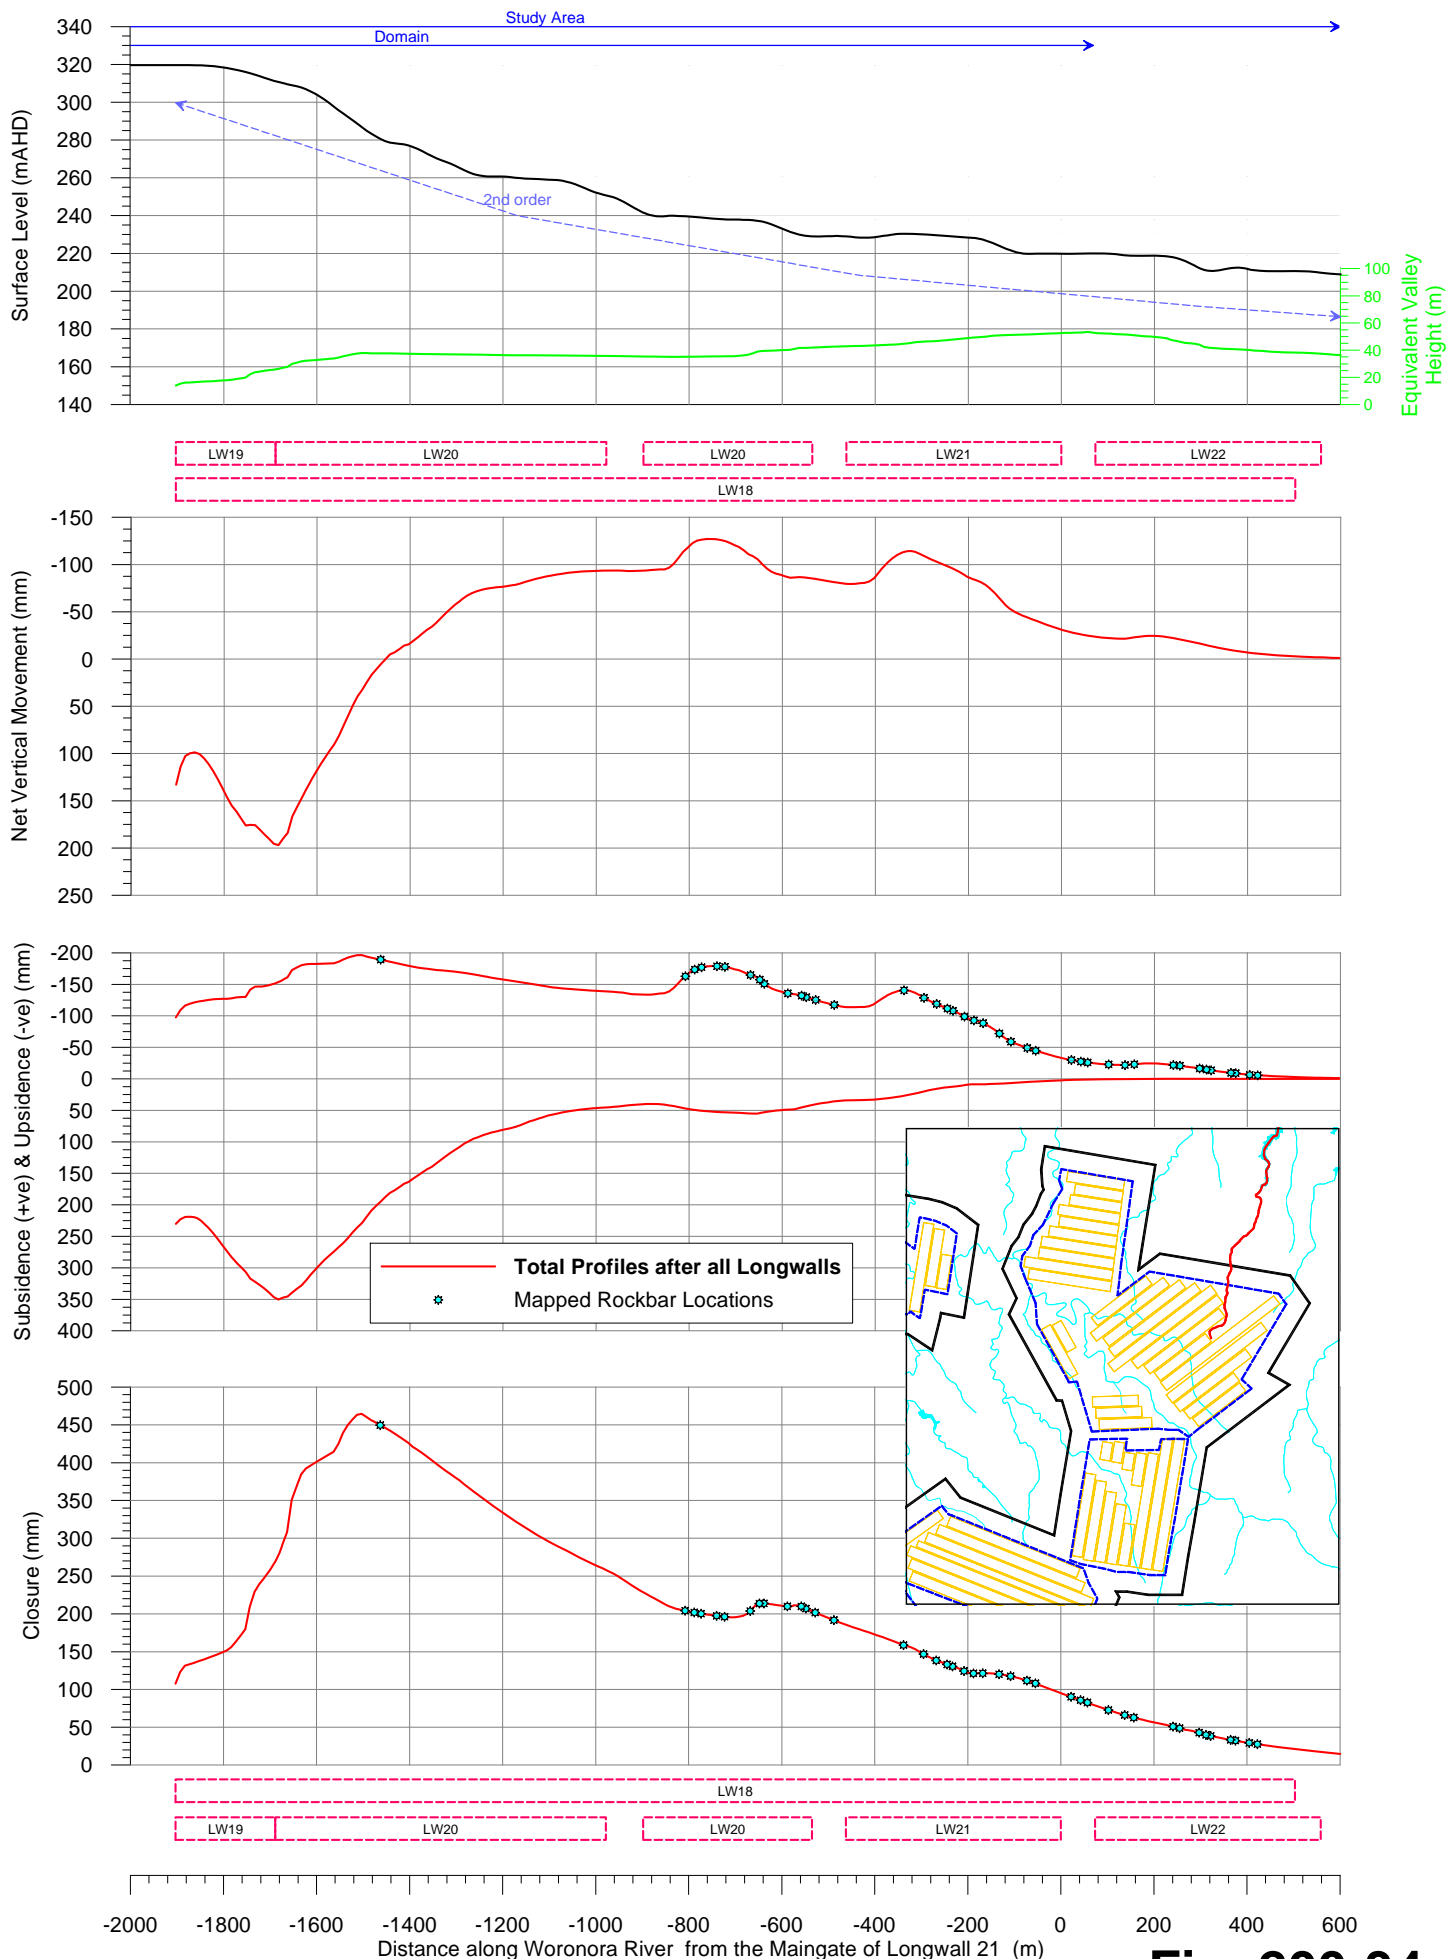 Study Area
Domain
340
320
300
280
260
240
220
200
180
160
140
Surface Level (mAHD)
2nd order
100
80
60
40
20
0
Equivalent Valley
Height (m)
LW19 LW20 LW20 LW21 LW22
LW18
-150
-100
-50
0
50
100
150
200
250
Net Vertical Movement (mm)
-200
-150
-100
-50
0
50
100
150
200
250
300
350
400
Subsidence (+ve) & Upsidence (-ve) (mm)
Total Profiles after all Longwalls
Mapped Rockbar Locations
500
450
400
350
300
250
200
150
100
50
0
Closure (mm)
LW18
LW19 LW20 LW20 LW21 LW22
-2000 -1800 -1600 -1400 -1200 -1000 -800 -600 -400 -200 0 200 400 600
Distance along Woronora River from the Maingate of Longwall 21 (m)